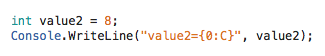 int value2 = 8;
Console.WriteLine("value2={0:C}", value2);